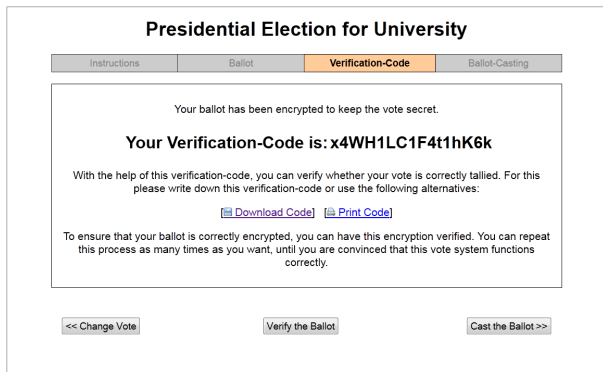 Presidential Election for University
Instructions Ballot Verification-Code Ballot-Casting
Your ballot has been encrypted to keep the vote secret.
Your Verification-Code is: x4WH1LC1F4t1hK6k
With the help of this verification-code, you can verify whether your vote is correctly tallied. For this
please write down this verification-code or use the following alternatives:
[Download Code] [Print Code]
To ensure that your ballot is correctly encrypted, you can have this encryption verified. You can repeat
this process as many times as you want, until you are convinced that this vote system functions
correctly.
<< Change Vote Verify the Ballot Cast the Ballot >>